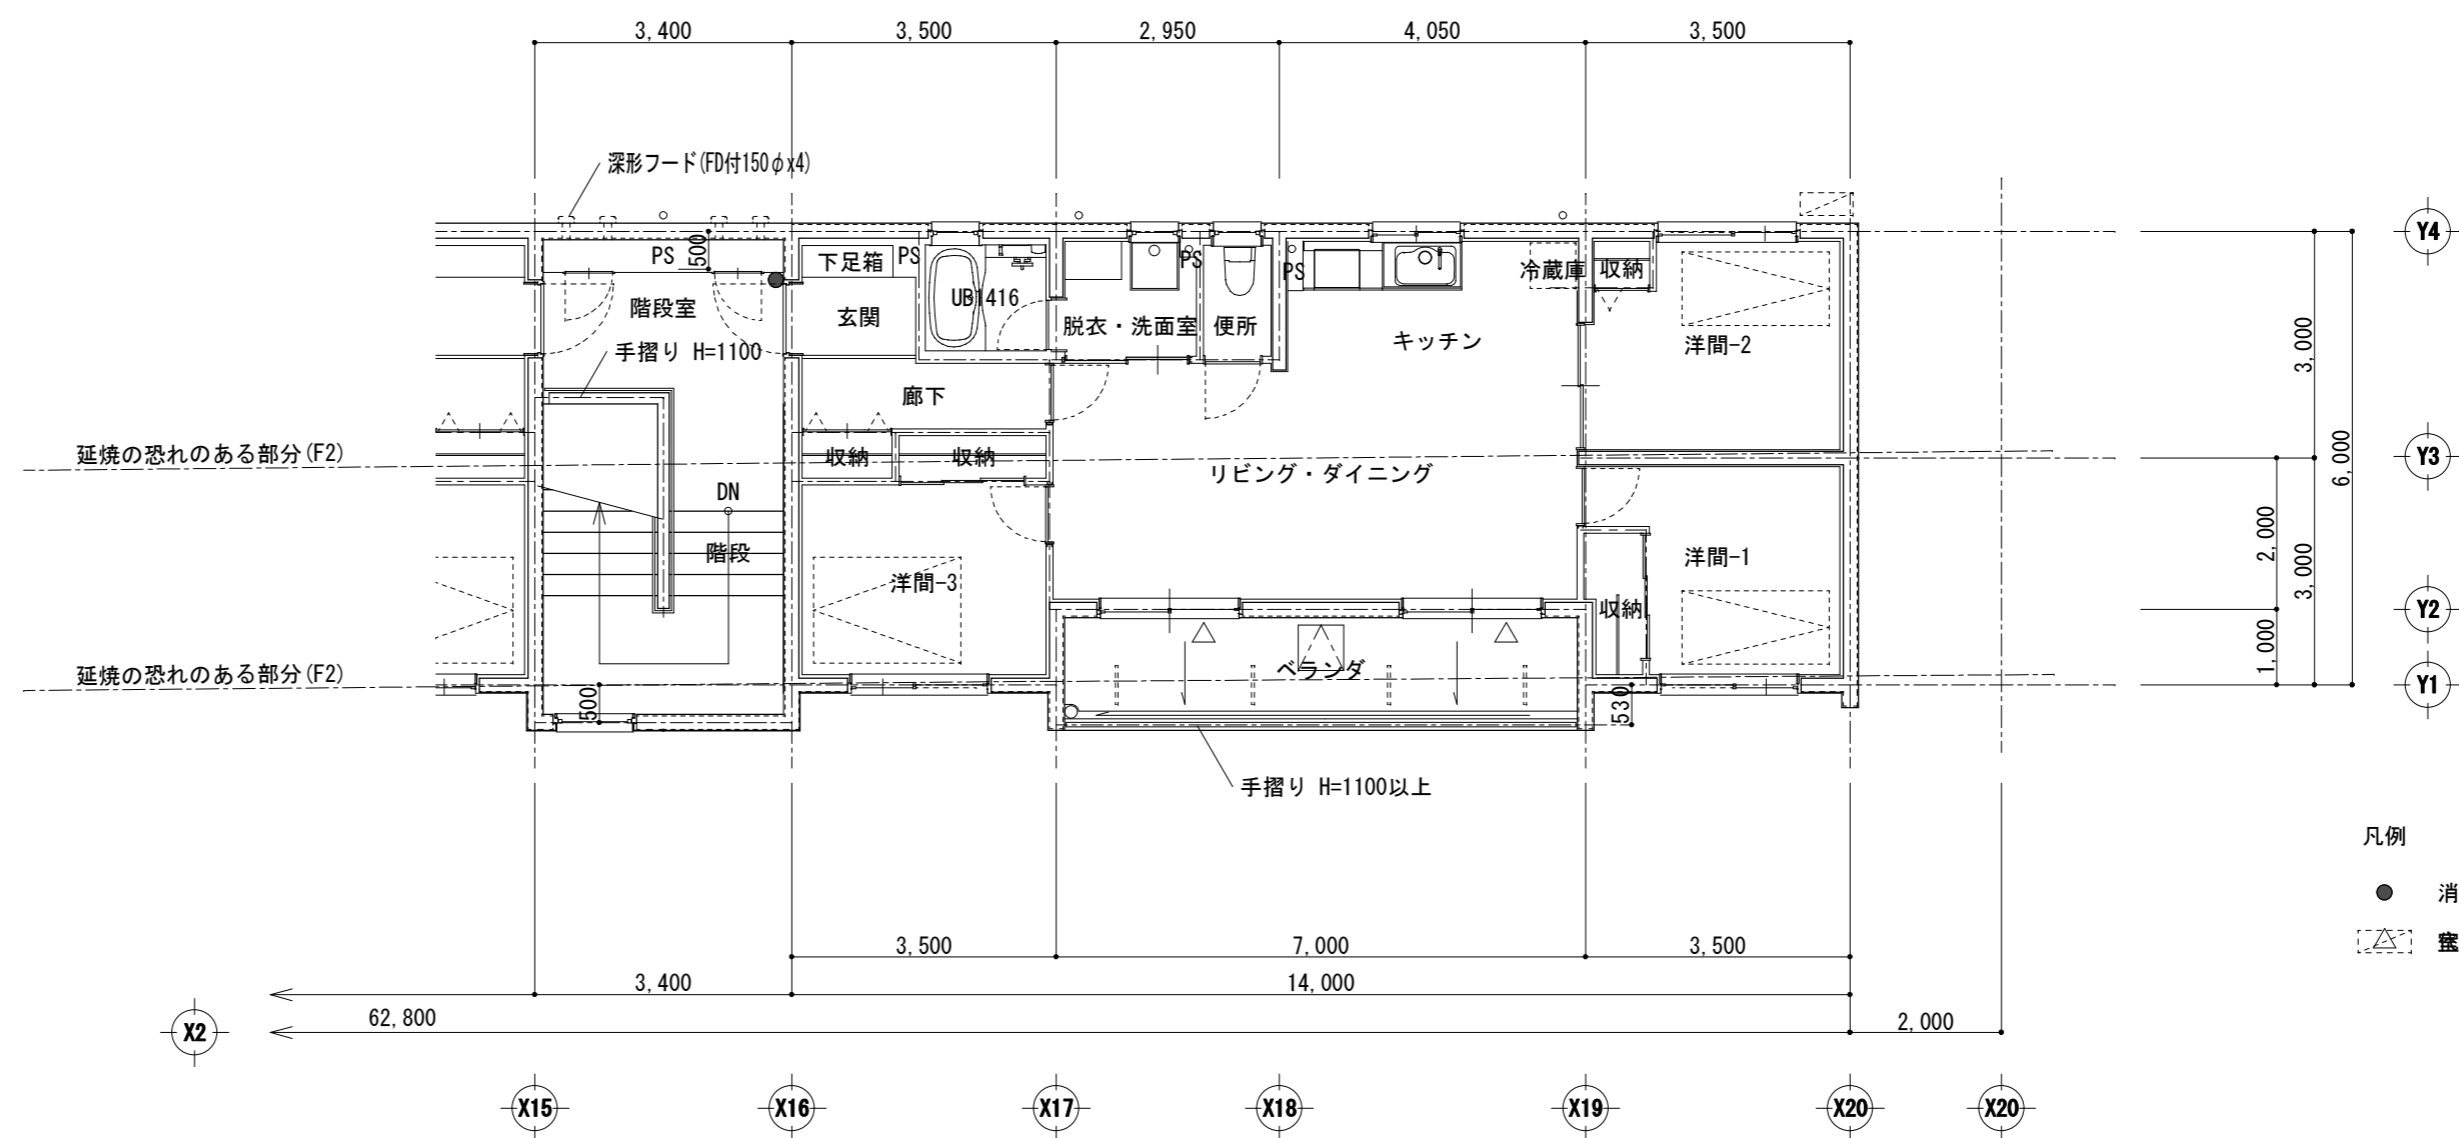 3,400
3,500
2,950
4,050
3,500
深形フード(FD付150φx4)
PS
500
下足箱
PS
UB1416
PS
PS
冷蔵庫
収納
階段室
玄関
脱衣・洗面室
便所
キッチン
洋間-2
手摺り H=1100
廊下
延焼の恐れのある部分(F2)
収納
収納
リビング・ダイニング
DN
階段
洋間-3
洋間-1
収納
延焼の恐れのある部分(F2)
ベランダ
500
530
手摺り H=1100以上
Y4
Y3
Y2
Y1
3,000
6,000
2,000
3,000
1,000
凡例
消
3,500
7,000
3,500
3,400
14,000
62,800
2,000
X2
X15
X16
X17
X18
X19
X20
X20